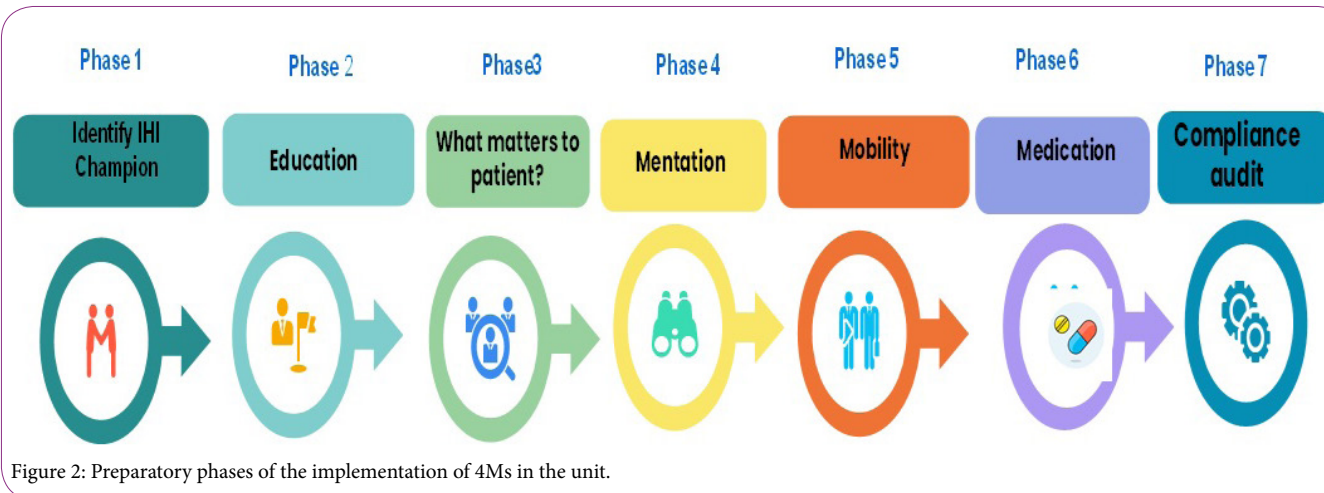 Phase 1
Phase 2
Phase3
Phase 4
Phase 5
Phase 6
Phase 7
Identify IHI
Champion
Education
What matters to
patient?
Mentation
Mobility
Medication
Compliance
audit
Figure 2: Preparatory phases of the implementation of 4Ms in the unit.